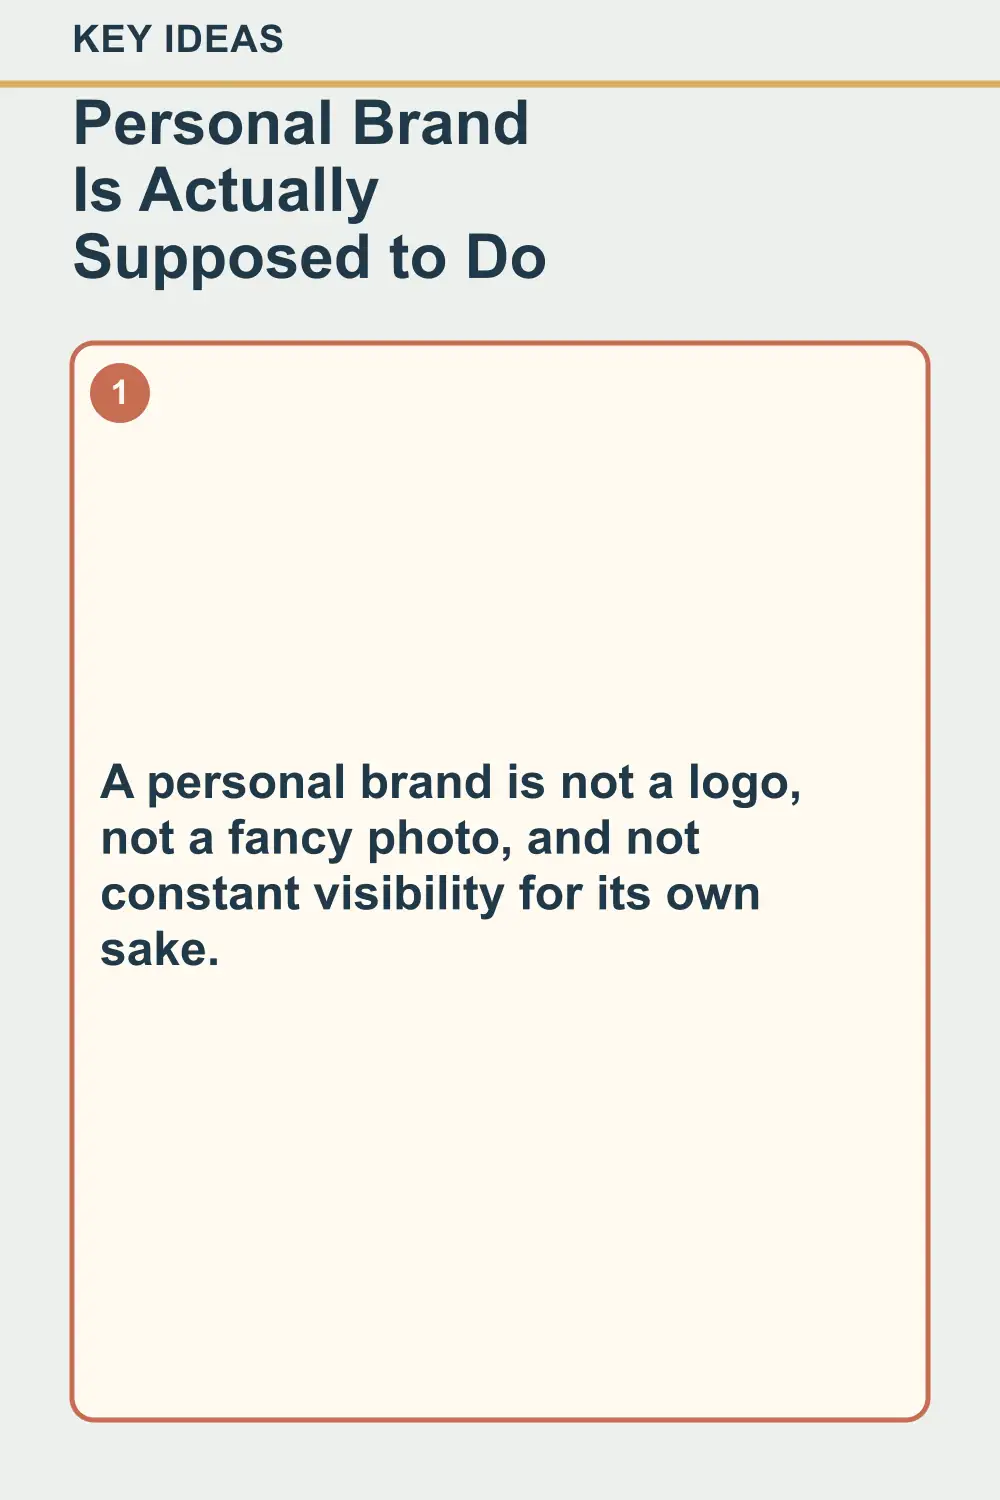 KEY IDEAS
Personal Brand
Is Actually
Supposed to Do
1
A personal brand is not a logo,
not a fancy photo, and not
constant visibility for its own
sake.